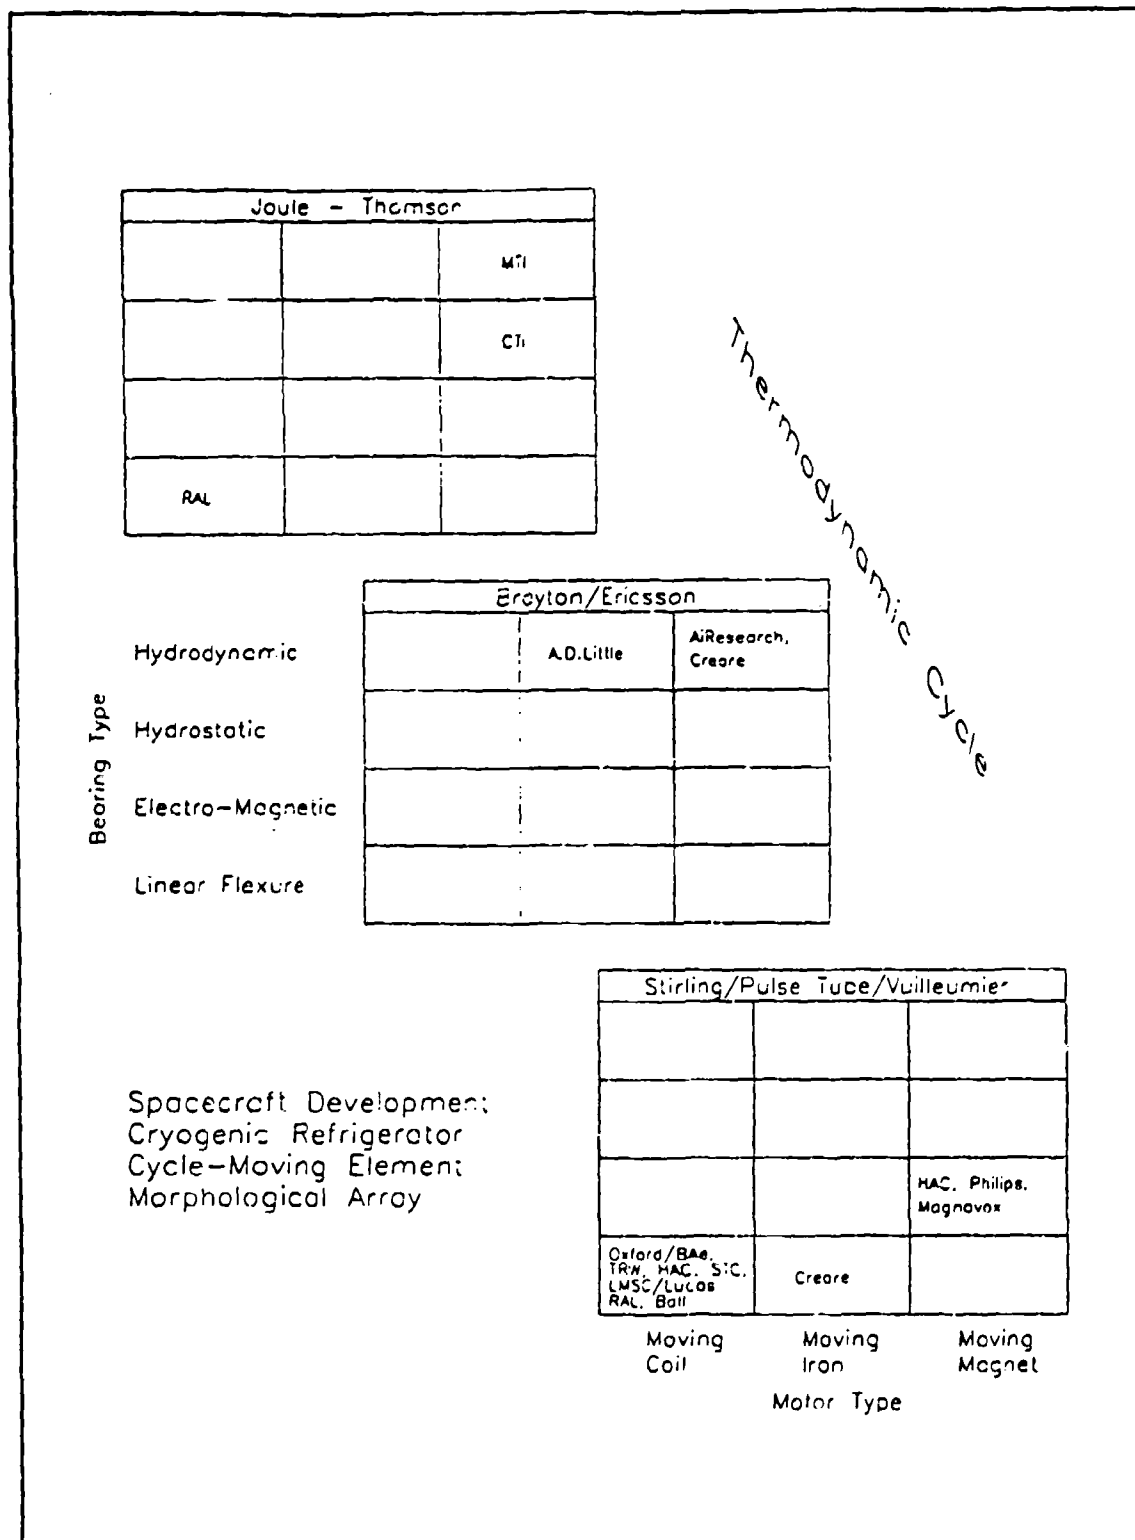 Joule - Thomson
MTI
CTI
RAL
Thermodynamic Cycle
Brayton/Ericsson
Bearing Type
Hydrodynamic
A.D.Little
AiResearch,
Creare
Hydrostatic
Electro-Magnetic
Linear Flexure
Stirling/Pulse Tube/Vuilleumier
Spacecraft Development
Cryogenic Refrigerator
Cycle-Moving Element
Morphological Array
HAC, Philips,
Magnavox
Oxford/BAe,
TRW, HAC, STC,
LMSC/Lucas
RAL, Ball
Creare
Moving
Coil
Moving
Iron
Moving
Magnet
Motor Type